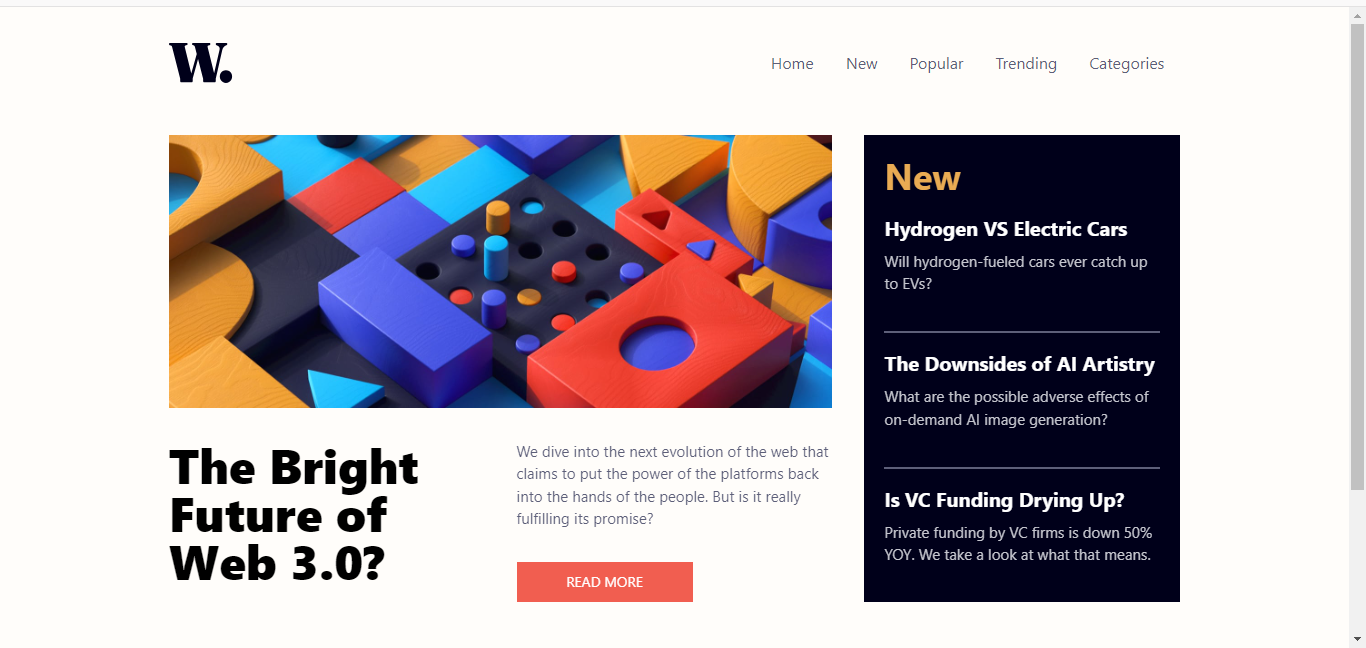 W.
Home New Popular Trending Categories
The Bright
Future of
Web 3.0?
We dive into the next evolution of the web that
claims to put the power of the platforms back
into the hands of the people. But is it really
fulfilling its promise?
READ MORE
New
Hydrogen VS Electric Cars
Will hydrogen-fueled cars ever catch up
to EVs?
The Downsides of AI Artistry
What are the possible adverse effects of
on-demand AI image generation?
Is VC Funding Drying Up?
Private funding by VC firms is down 50%
YOY. We take a look at what that means.